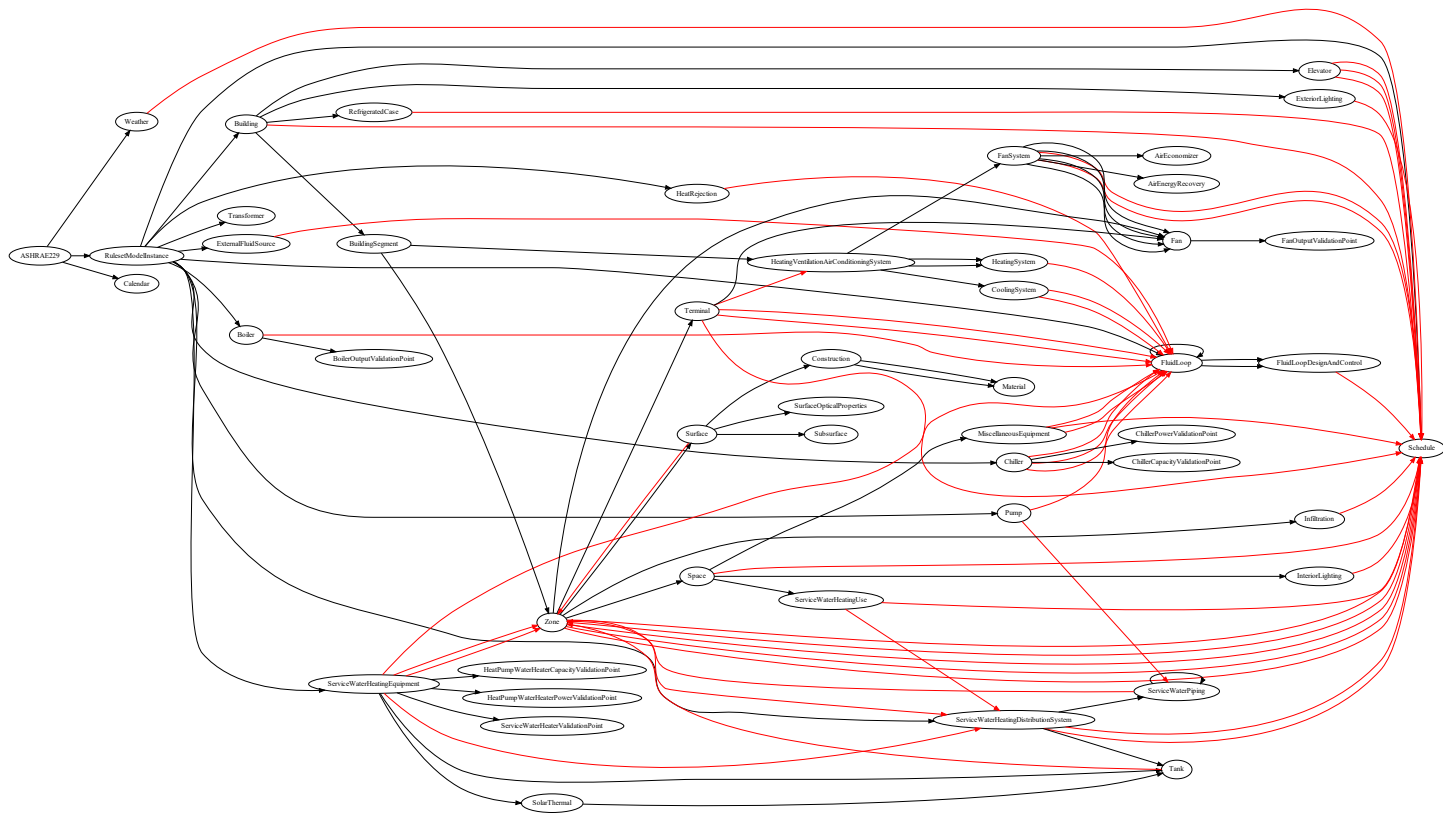 Elevator
ExteriorLighting
RefrigeratedCase
Weather
Building
FanSystem
AirEconomizer
AirEnergyRecovery
HeatRejection
Transformer
ExternalFluidSource
BuildingSegment
Fan
FanOutputValidationPoint
ASHRAE229
RulesetModelInstance
HeatingVentilationAirConditioningSystem
HeatingSystem
Calendar
CoolingSystem
Terminal
Boiler
BoilerOutputValidationPoint
Construction
FluidLoop
FluidLoopDesignAndControl
Material
SurfaceOpticalProperties
Surface
Subsurface
MiscellaneousEquipment
ChillerPowerValidationPoint
Schedule
Chiller
ChillerCapacityValidationPoint
Pump
Infiltration
Space
InteriorLighting
ServiceWaterHeatingUse
Zone
HeatPumpWaterHeaterCapacityValidationPoint
ServiceWaterHeatingEquipment
ServiceWaterPiping
HeatPumpWaterHeaterPowerValidationPoint
ServiceWaterHeatingDistributionSystem
ServiceWaterHeaterValidationPoint
Tank
SolarThermal